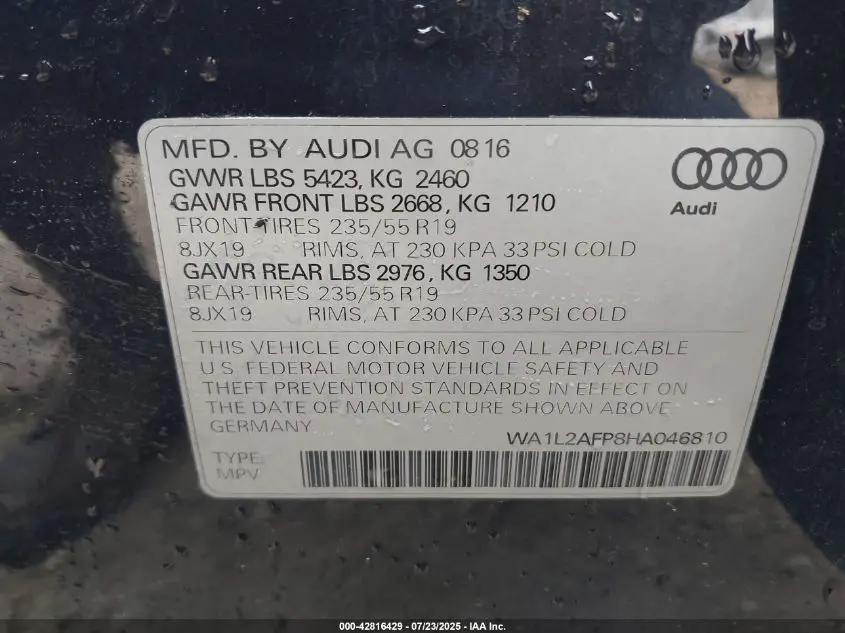 MFD. BY AUDI AG 0816
GVWR LBS 5423, KG 2460
GAWR FRONT LBS 2668, KG 1210
FRONT-TIRES 235/55 R19
8JX19 RIMS, AT 230 KPA 33 PSI COLD
GAWR REAR LBS 2976, KG 1350
REAR-TIRES 235/55 R19
8JX19 RIMS, AT 230 KPA 33 PSI COLD
Audi
THIS VEHICLE CONFORMS TO ALL APPLICABLE
U.S. FEDERAL MOTOR VEHICLE SAFETY AND
THEFT PREVENTION STANDARDS IN EFFECT ON
THE DATE OF MANUFACTURE SHOWN ABOVE
GERMANY
WA1L2AFP8HA046810
TYPE:
MPV
000-42816429 - 07/23/2025 - IAA Inc.